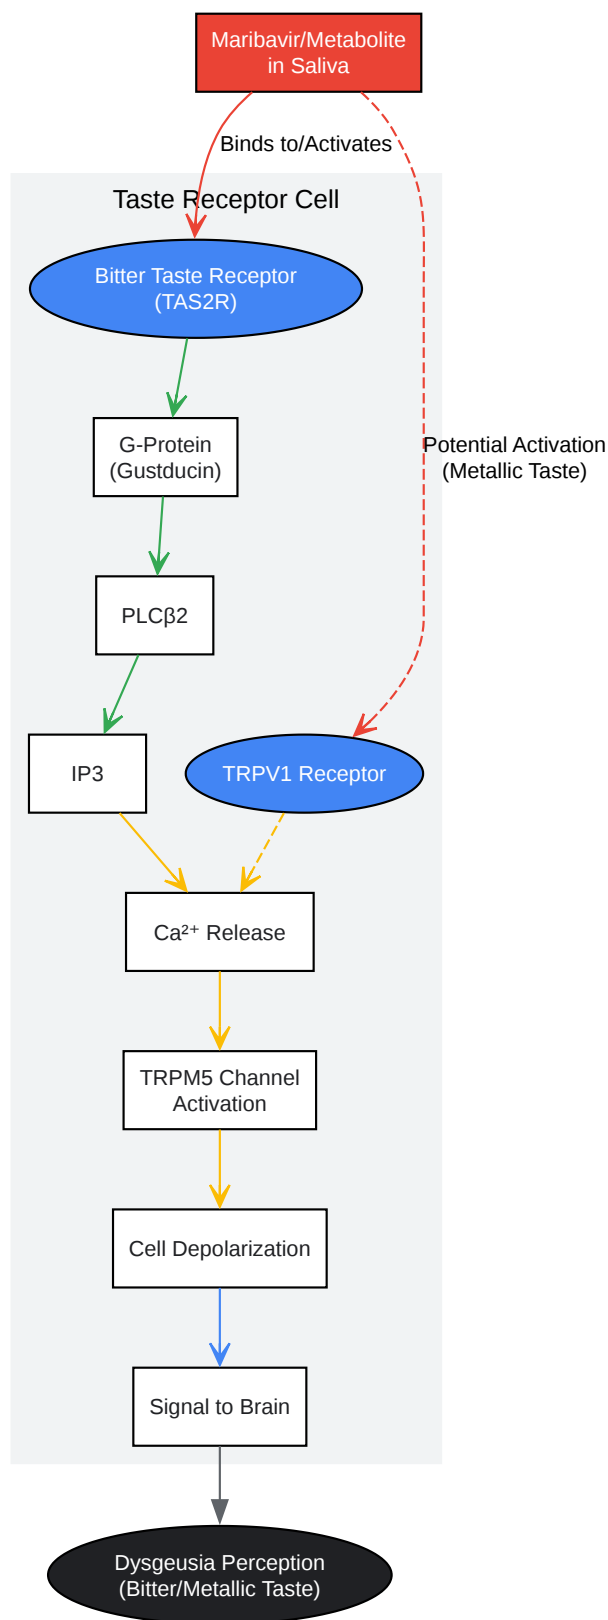 Maribavir/Metabolite
in Saliva
Binds to/Activates
Taste Receptor Cell
Bitter Taste Receptor
(TAS2R)
G-Protein
(Gustducin)
Potential Activation
(Metallic Taste)
PLCβ2
IP3
TRPV1 Receptor
Ca²⁺ Release
TRPM5 Channel
Activation
Cell Depolarization
Signal to Brain
Dysgeusia Perception
(Bitter/Metallic Taste)